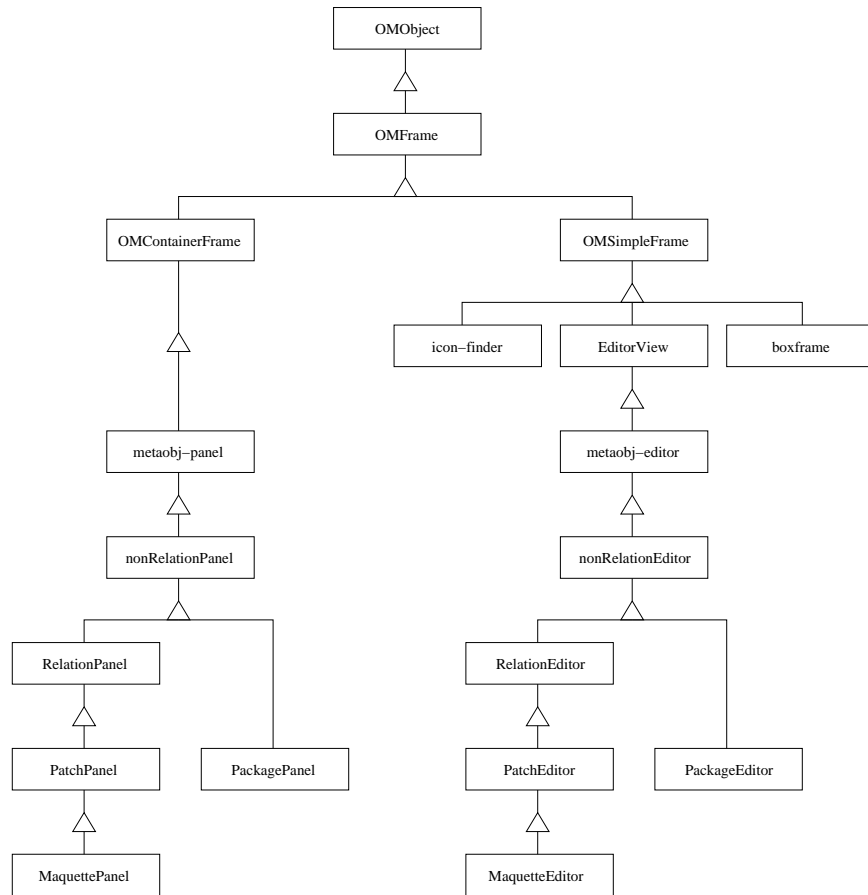 OMObject
OMFrame
OMContainerFrame
OMSimpleFrame
icon−finder
EditorView
boxframe
metaobj−panel
metaobj−editor
nonRelationPanel
nonRelationEditor
RelationPanel
RelationEditor
PatchPanel
PackagePanel
PatchEditor
PackageEditor
MaquettePanel
MaquetteEditor